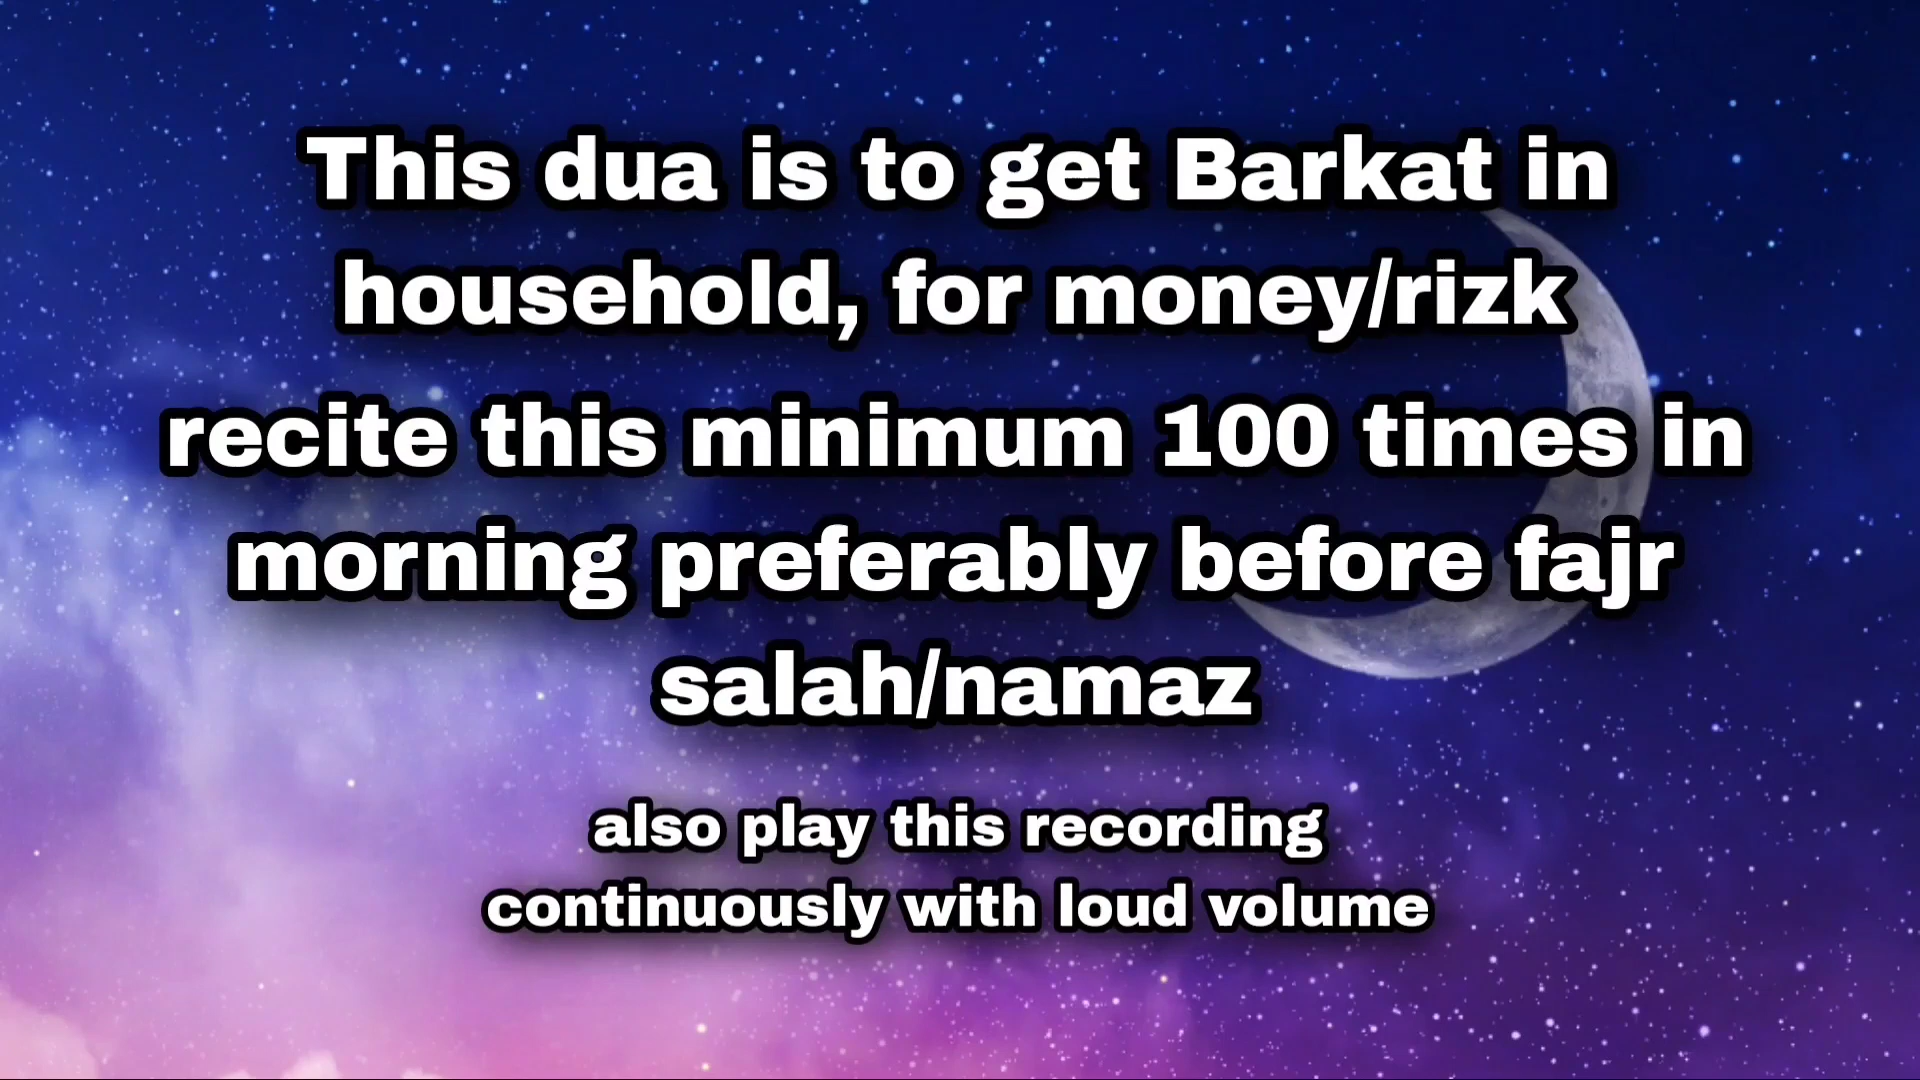 This dua is to get Barkat in
household, for money/rizk
recite this minimum 100 times in
morning preferably before fajr
salah/namaz
also play this recording
continuously with loud volume